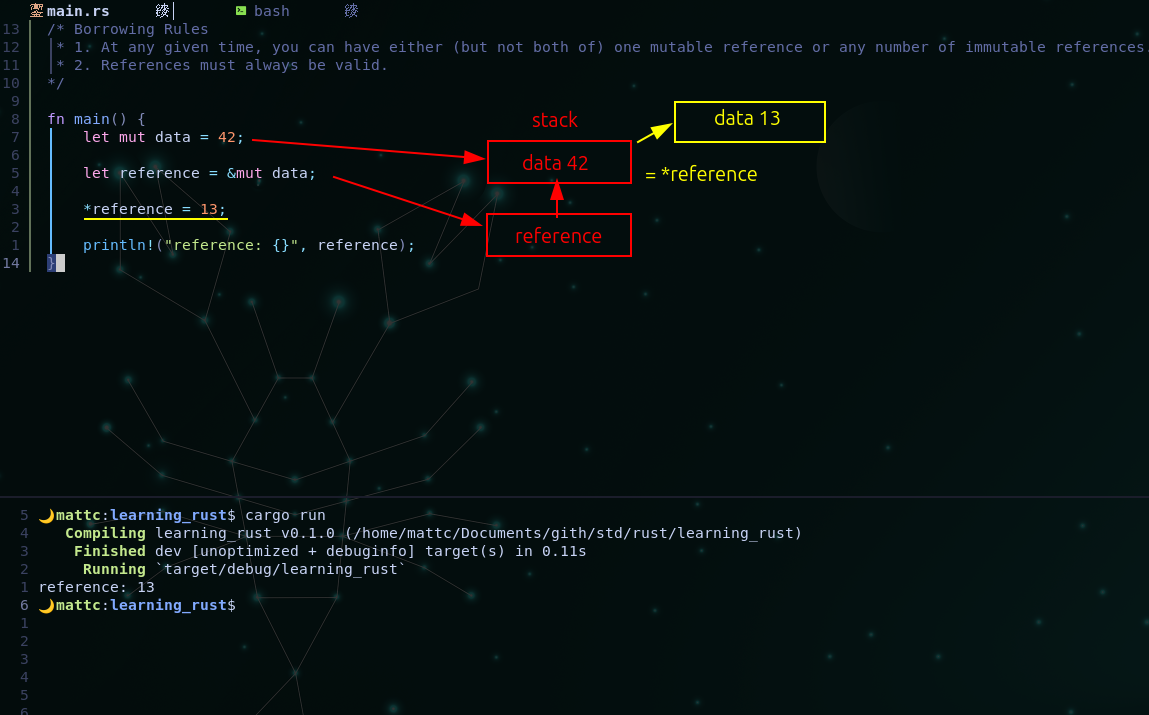 main.rs bash
13 /* Borrowing Rules
12 * 1. At any given time, you can have either (but not both of) one mutable reference or any number of immutable references.
11 * 2. References must always be valid.
10 */
9
8 fn main() {
7 let mut data = 42;
6
5 let reference = &mut data;
4
3 *reference = 13;
2
1 println!("reference: {}", reference);
14 }
stack
data 42
reference
data 13
= *reference
5 🌙mattc:learning_rust$ cargo run
4 Compiling learning_rust v0.1.0 (/home/mattc/Documents/gith/std/rust/learning_rust)
3 Finished dev [unoptimized + debuginfo] target(s) in 0.11s
2 Running `target/debug/learning_rust`
1 reference: 13
6 🌙mattc:learning_rust$
1
2
3
4
5
6